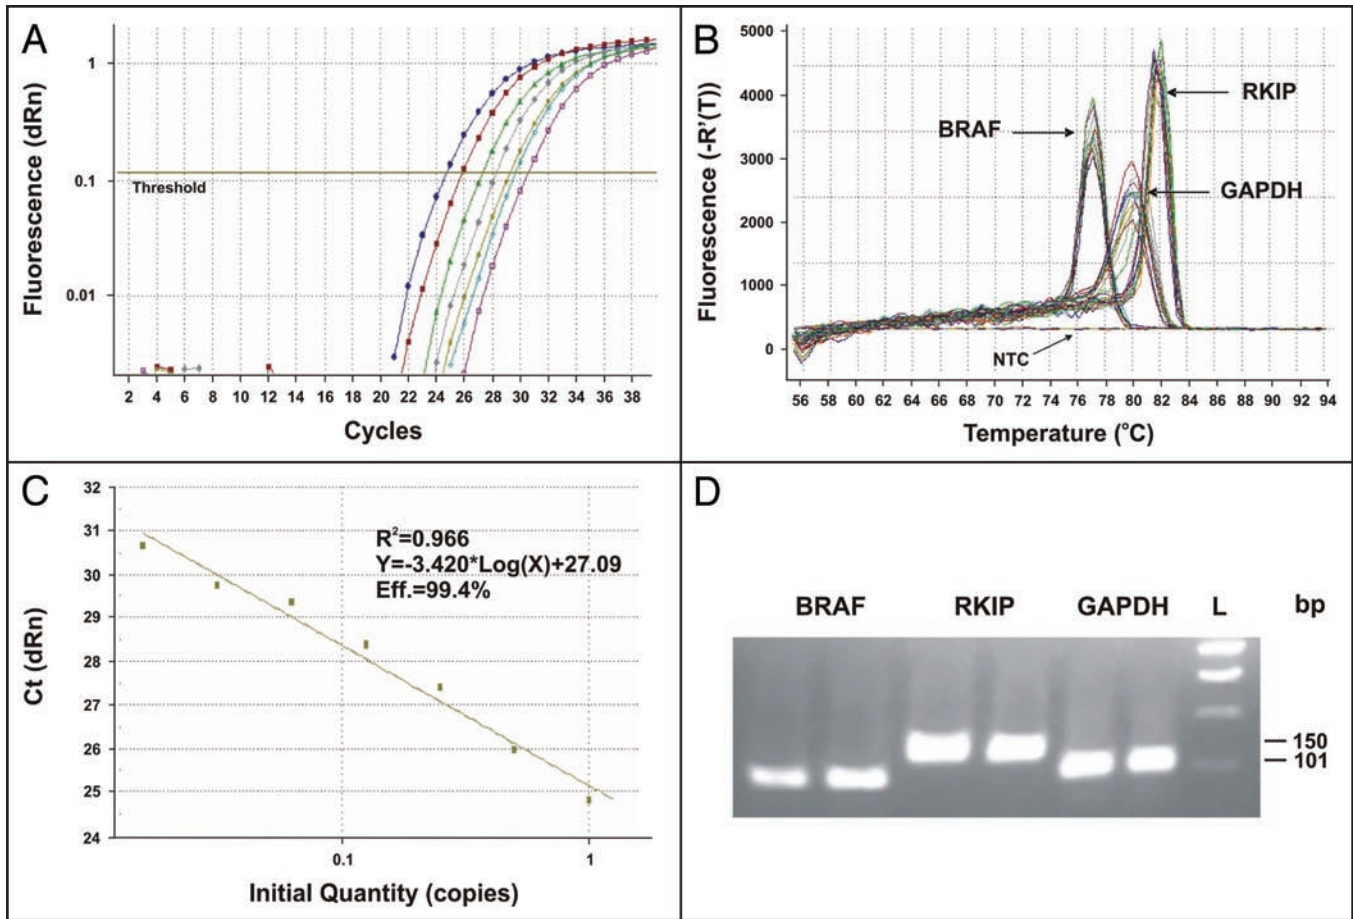 A
Fluorescence (dRn)
1
0.1
0.01
Threshold
2 4 6 8 10 12 14 16 18 20 22 24 26 28 30 32 34 36 38
Cycles
B
Fluorescence (-R'(T))
5000
4000
3000
2000
1000
0
BRAF
RKIP
GAPDH
NTC
56 58 60 62 64 66 68 70 72 74 76 78 80 82 84 86 88 90 92 94
Temperature (°C)
C
Ct (dRn)
32
31
30
29
28
27
26
25
24
R²=0.966
Y=-3.420*Log(X)+27.09
Eff.=99.4%
0.1 1
Initial Quantity (copies)
D
BRAF RKIP GAPDH L bp
150
101